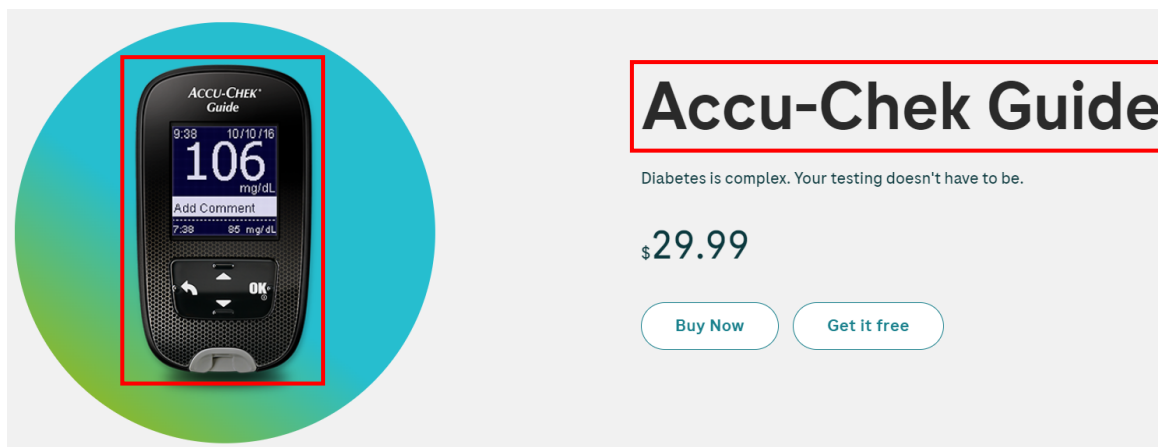 ACCU-CHEK®
Guide
9:38 10/10/16
106
mg/dL
Add Comment
7:38 85 mg/dL
OK
Accu-Chek Guide
Diabetes is complex. Your testing doesn't have to be.
$29.99
Buy Now Get it free